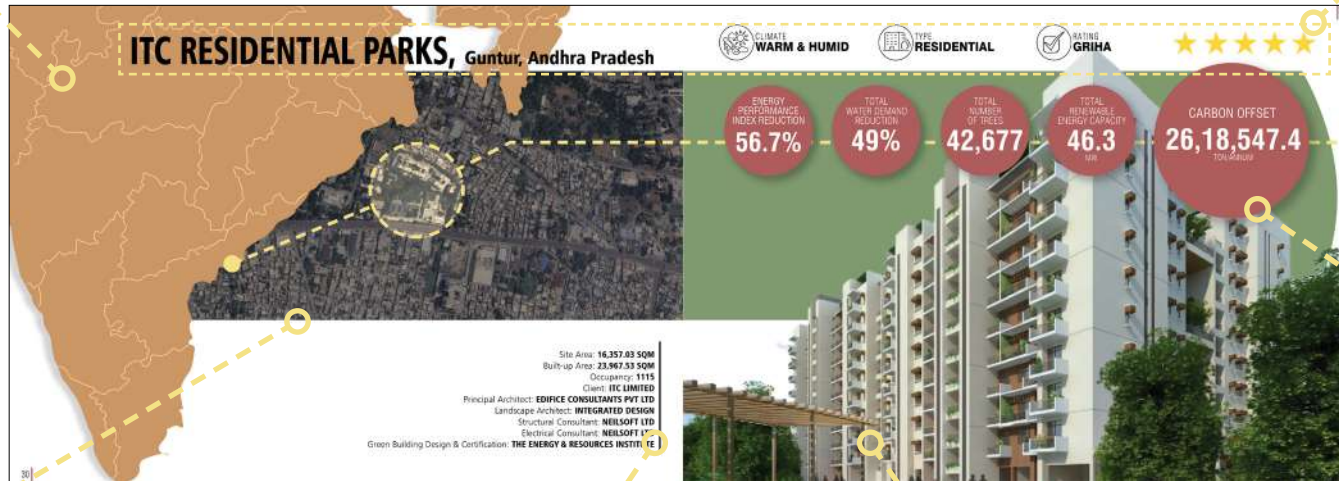 ITC RESIDENTIAL PARKS, Guntur, Andhra Pradesh
CLIMATE
WARM & HUMID
TYPE
RESIDENTIAL
RATING
GRIHA
ENERGY
PERFORMANCE
INDEX REDUCTION
56.7%
TOTAL
WATER DEMAND
REDUCTION
49%
TOTAL
NUMBER
OF TREES
42,677
TOTAL
RENEWABLE
ENERGY CAPACITY
46.3
MW
CARBON OFFSET
26,18,547.4
TON/ANNUM
Site Area: 16,357.03 SQM
Built-up Area: 23,967.53 SQM
Occupancy: 1115
Client: ITC LIMITED
Principal Architect: EDIFICE CONSULTANTS PVT LTD
Landscape Architect: INTEGRATED DESIGN
Structural Consultant: NEILSOFT LTD
Electrical Consultant: NEILSOFT LTD
Green Building Design & Certification: THE ENERGY & RESOURCES INSTITUTE
30